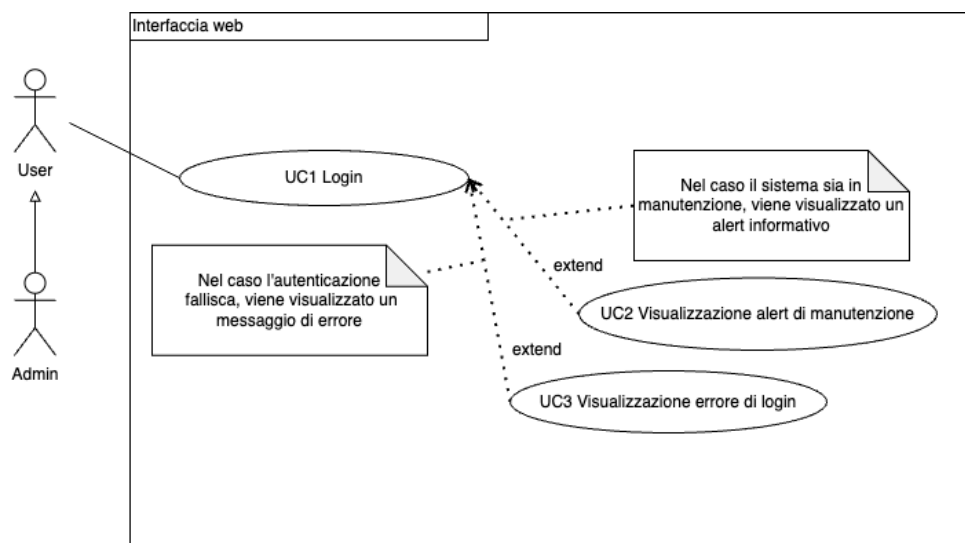 Interfaccia web
User
UC1 Login
Nel caso il sistema sia in
manutenzione, viene visualizzato un
alert informativo
Nel caso l'autenticazione
fallisca, viene visualizzato un
messaggio di errore
extend
UC2 Visualizzazione alert di manutenzione
extend
Admin
UC3 Visualizzazione errore di login